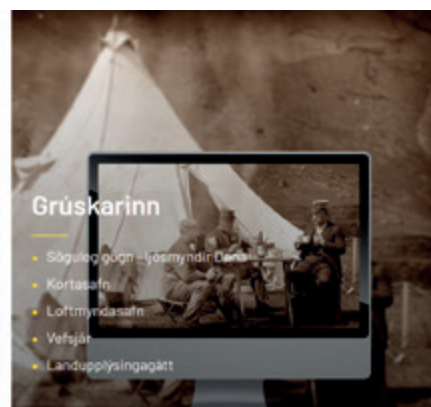 Grúskarinn
Söguleg gögn - ljósmyndir Dana
Kortasafn
Loftmyndasafn
Vefsjár
Landupplýsingagátt